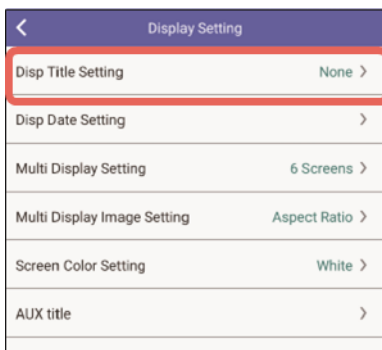 Display Setting
Disp Title Setting None
Disp Date Setting
Multi Display Setting 6 Screens
Multi Display Image Setting Aspect Ratio
Screen Color Setting White
AUX title